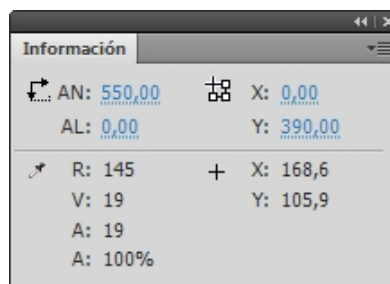 Información
AN: 550,00 X: 0,00
AL: 0,00 Y: 390,00
R: 145 X: 168,6
V: 19 Y: 105,9
A: 19
A: 100%